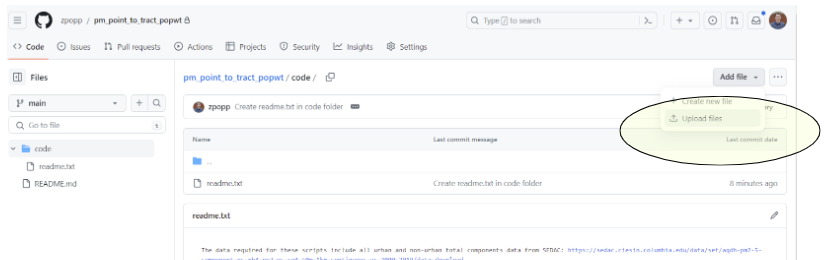 zpopp / pm_point_to_tract_popwt
Type / to search
Code Issues Pull requests Actions Projects Security Insights Settings
Files
pm_point_to_tract_popwt / code /
Add file
main
zpopp Create readme.txt in code folder
Create new file
Go to file t
Upload files
Name Last commit message Last commit date
code
..
readme.txt
readme.txt Create readme.txt in code folder 8 minutes ago
README.md
readme.txt
The data required for these scripts include all urban and non-urban total components data from SEDAC: https://sedac.ciesin.columbia.edu/data/set/aqdh-pm2-5-